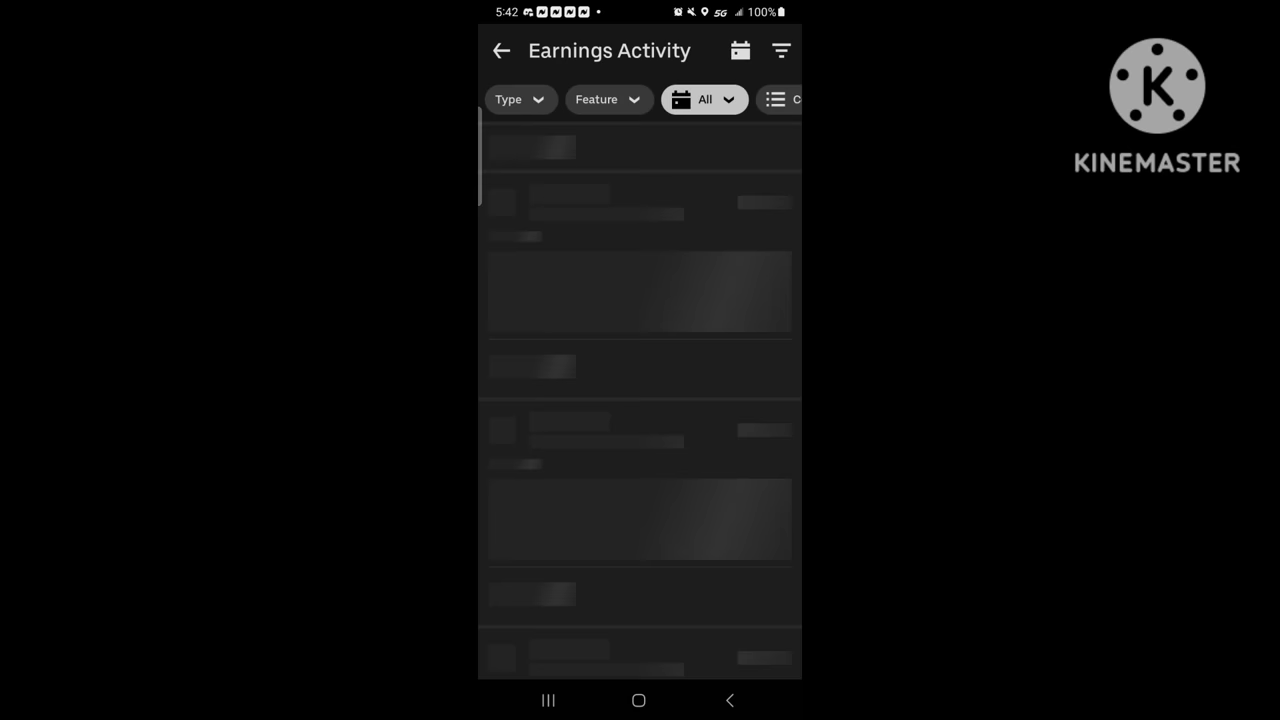 5:42
5G
100%
Earnings Activity
Type
Feature
All
C
K
KINEMASTER